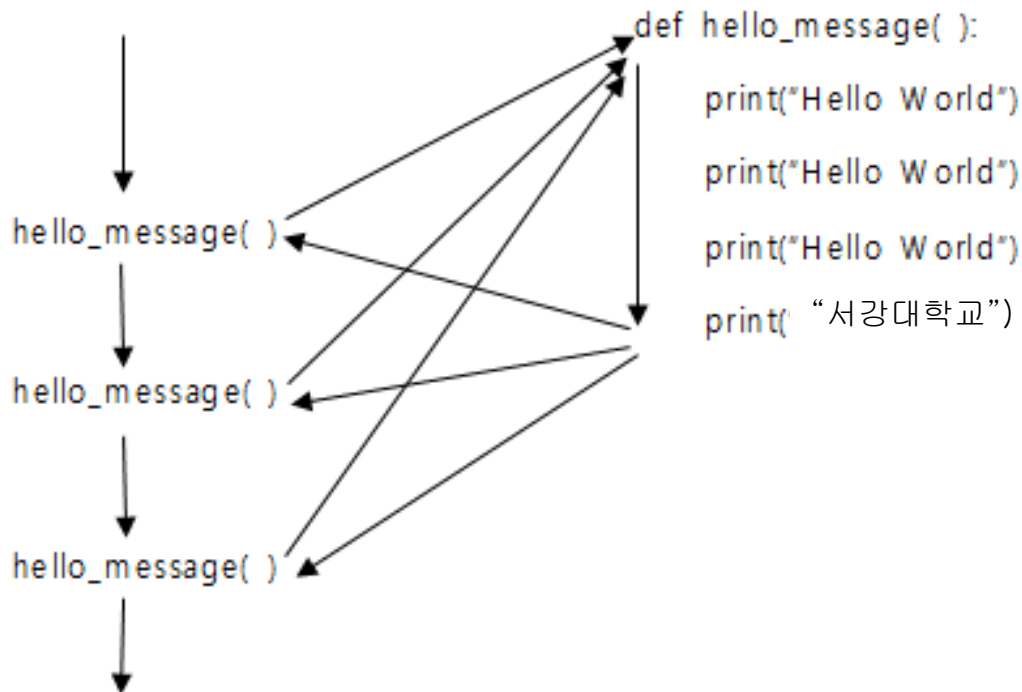 def hello_message( ):
print("Hello World")
print("Hello World")
print("Hello World")
print( “서강대학교”)
hello_message( )
hello_message( )
hello_message( )